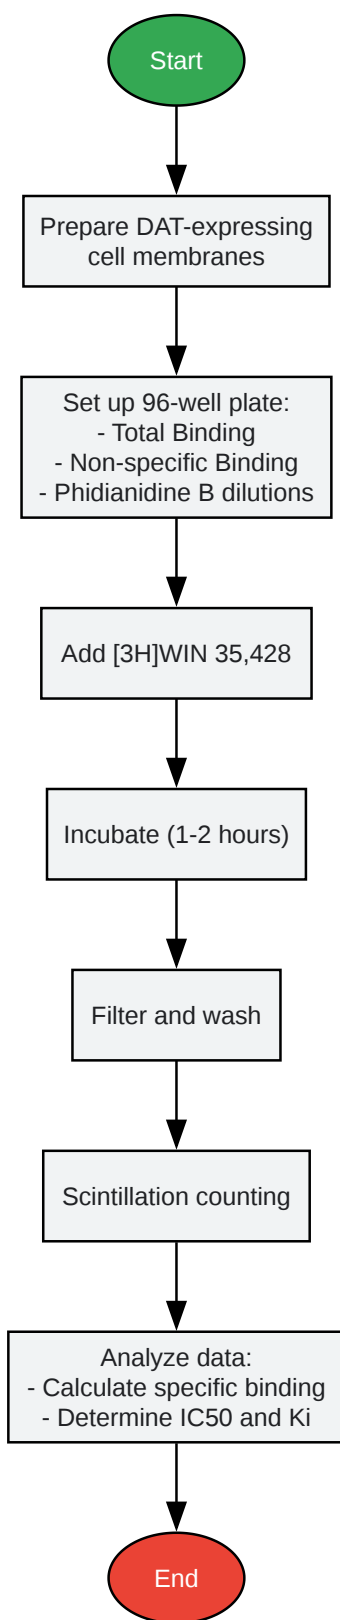 Start
Prepare DAT-expressing
cell membranes
Set up 96-well plate:
- Total Binding
- Non-specific Binding
- Phidianidine B dilutions
Add [3H]WIN 35,428
Incubate (1-2 hours)
Filter and wash
Scintillation counting
Analyze data:
- Calculate specific binding
- Determine IC50 and Ki
End